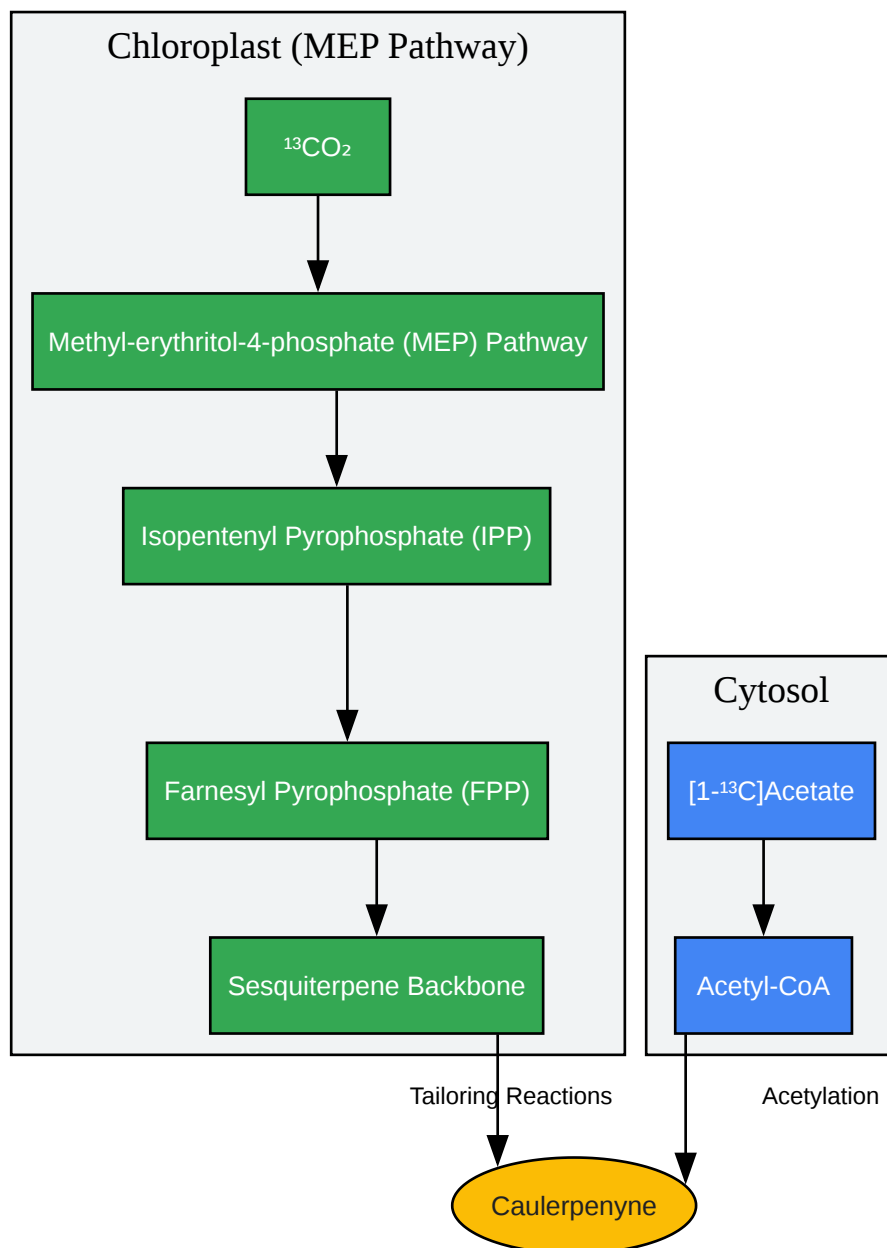 Chloroplast (MEP Pathway)
¹³CO₂
Methyl-erythritol-4-phosphate (MEP) Pathway
Isopentenyl Pyrophosphate (IPP)
Farnesyl Pyrophosphate (FPP)
Sesquiterpene Backbone
Cytosol
[1-¹³C]Acetate
Acetyl-CoA
Tailoring Reactions
Acetylation
Caulerpenyne